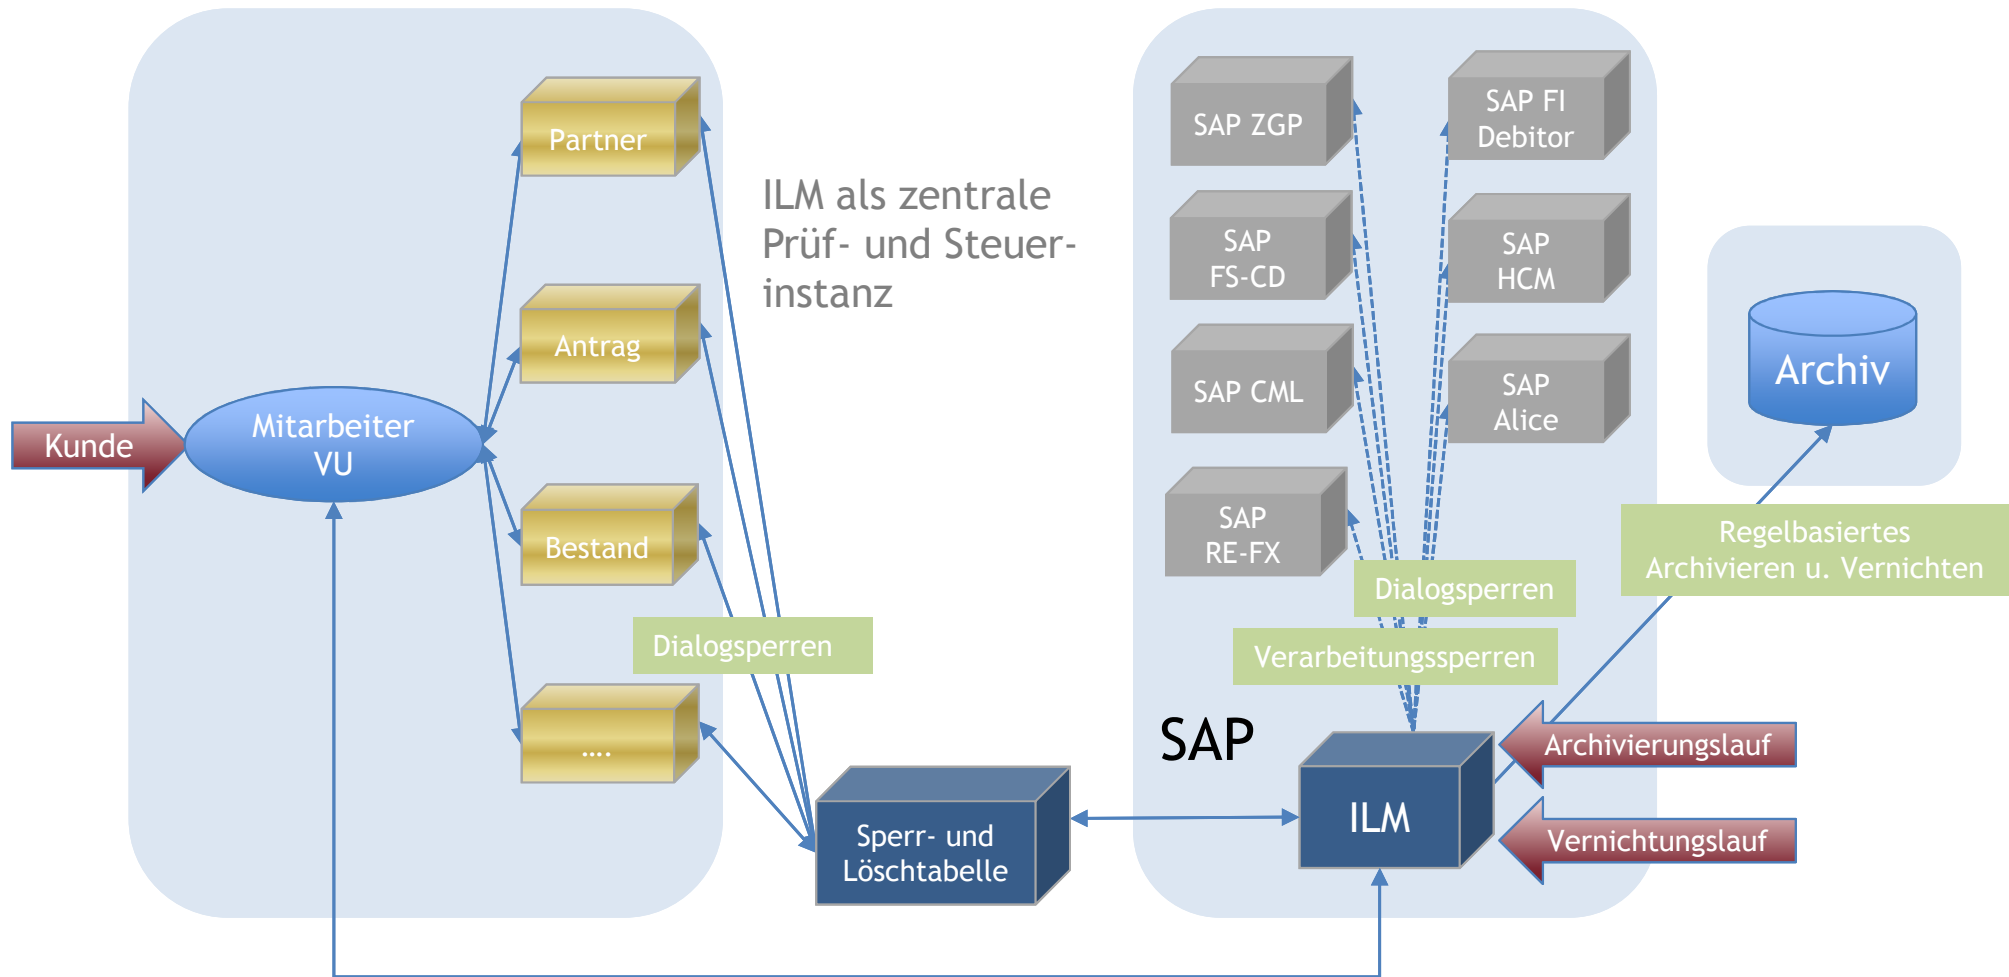 Partner
Antrag
Bestand
....
Kunde
Mitarbeiter
VU
Dialogsperren
ILM als zentrale
Prüf- und Steuer-
instanz
Sperr- und
Löschtabelle
SAP ZGP
SAP FI
Debitor
SAP
FS-CD
SAP
HCM
SAP CML
SAP
Alice
SAP
RE-FX
Dialogsperren
Verarbeitungssperren
SAP
ILM
Archivierungslauf
Vernichtungslauf
Archiv
Regelbasiertes
Archivieren u. Vernichten